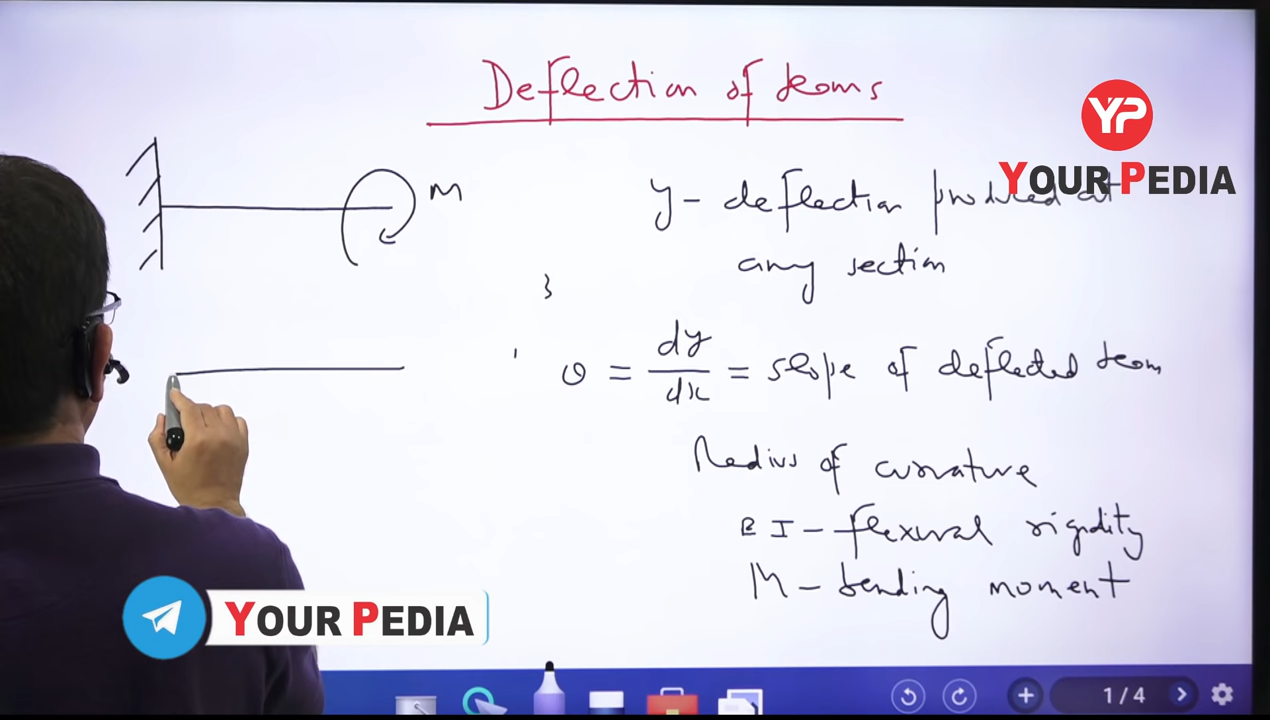 Deflection of beams
YP
YOUR PEDIA
M
y - deflection produced at
any section
θ = dy/dx = slope of deflected beam
Radius of curvature
EI - flexural rigidity
M - bending moment
YOUR PEDIA
1/4